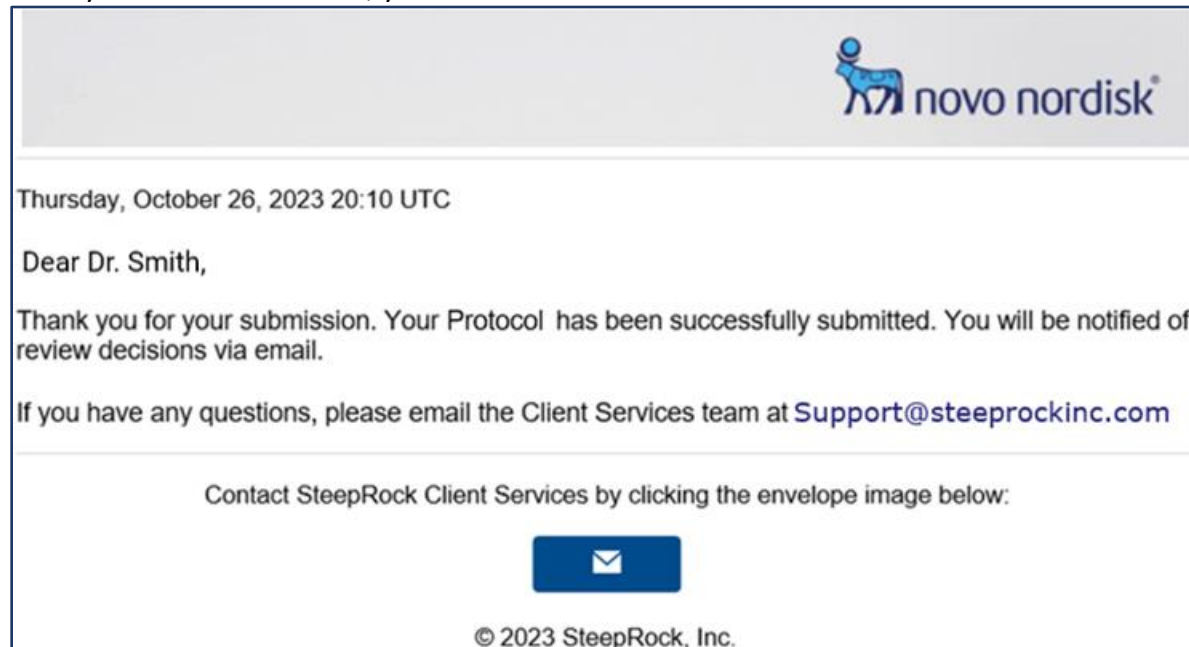 novo nordisk®
Thursday, October 26, 2023 20:10 UTC
Dear Dr. Smith,
Thank you for your submission. Your Protocol has been successfully submitted. You will be notified of
review decisions via email.
If you have any questions, please email the Client Services team at Support@steeprockinc.com
Contact SteepRock Client Services by clicking the envelope image below:
© 2023 SteepRock, Inc.